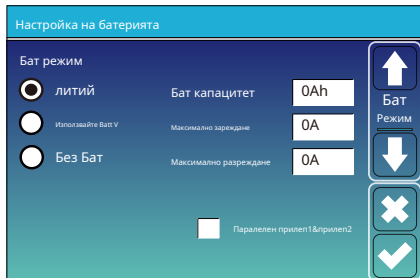 Настройка на батерията
Бат режим
литий
Бат капацитет
0Ah
Използвайте Batt V
Максимално зареждане
0A
Без Бат
Максимално разреждане
0A
Паралелен прилеп1&прилеп2
Бат
Режим